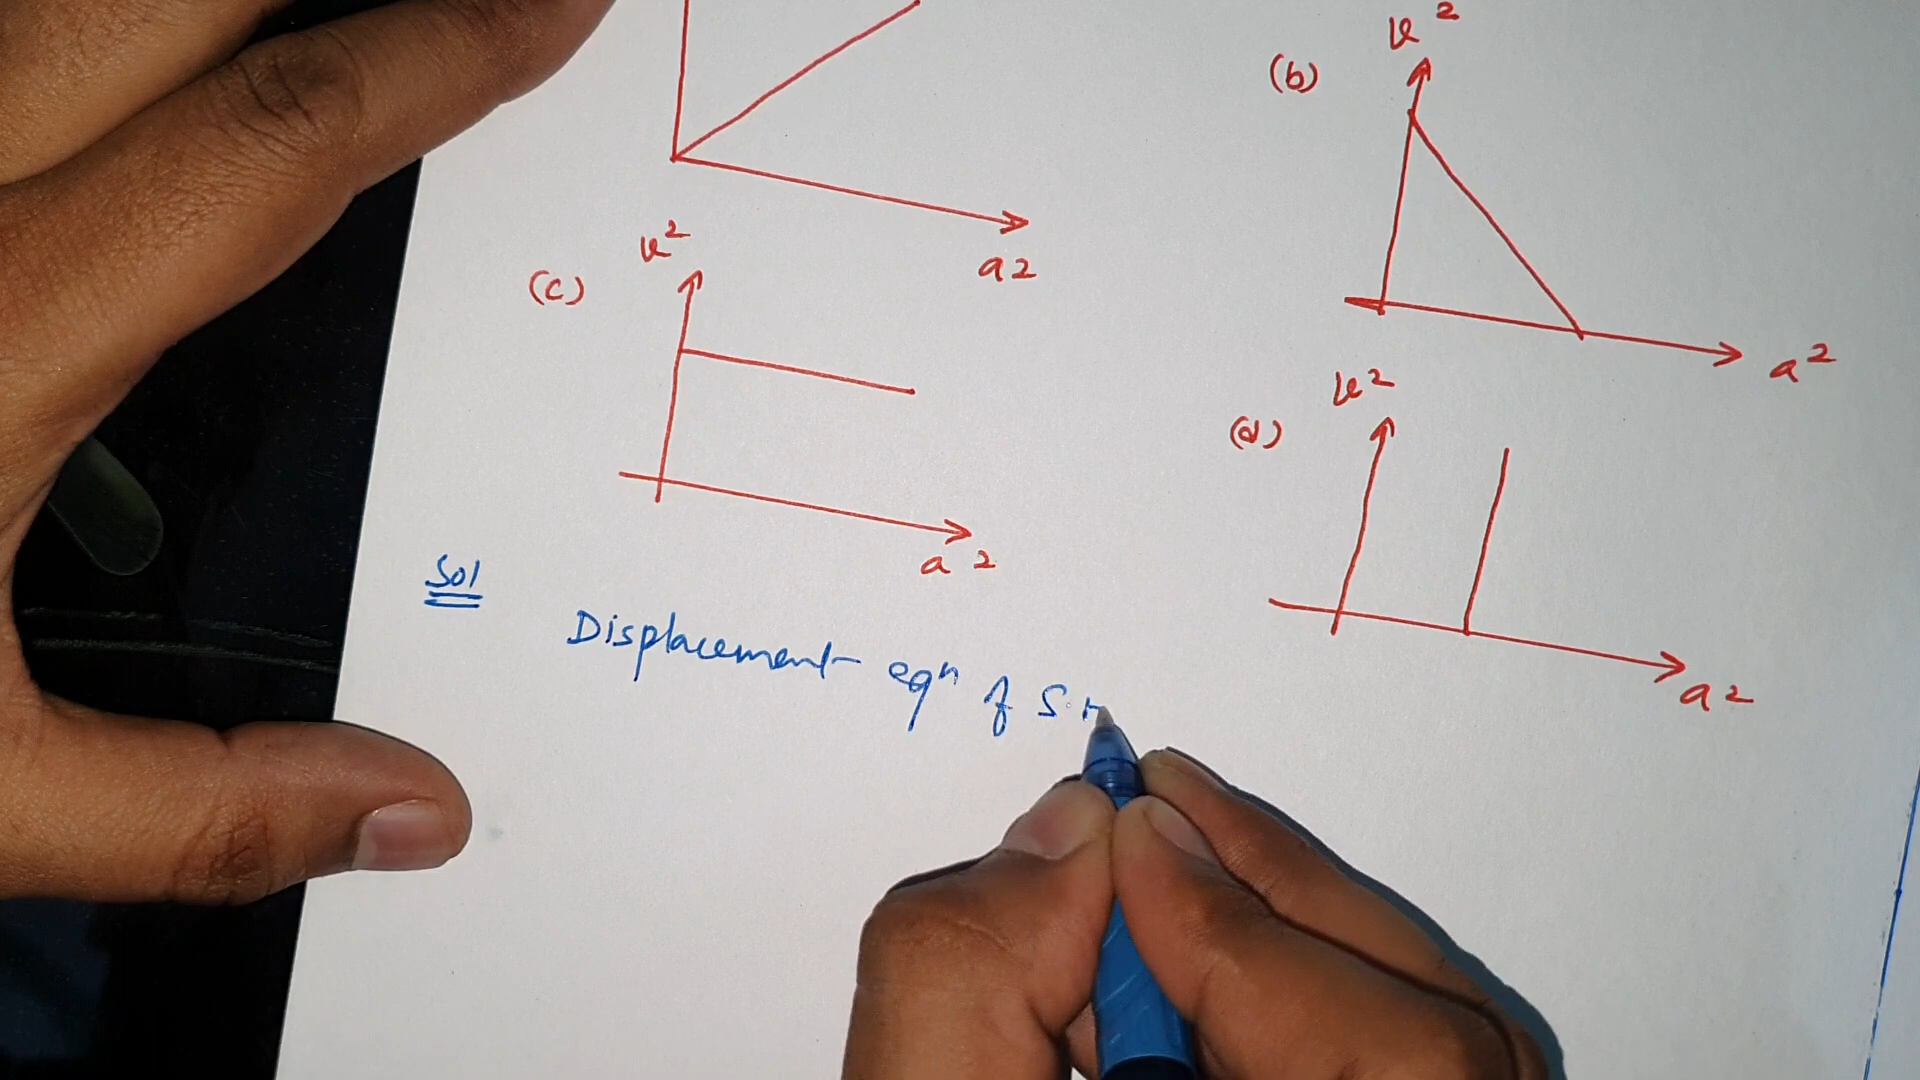 v²
(b)
a2
v²
(c)
a²
v²
(d)
a2
a2
Sol
Displacement eqⁿ of S.H